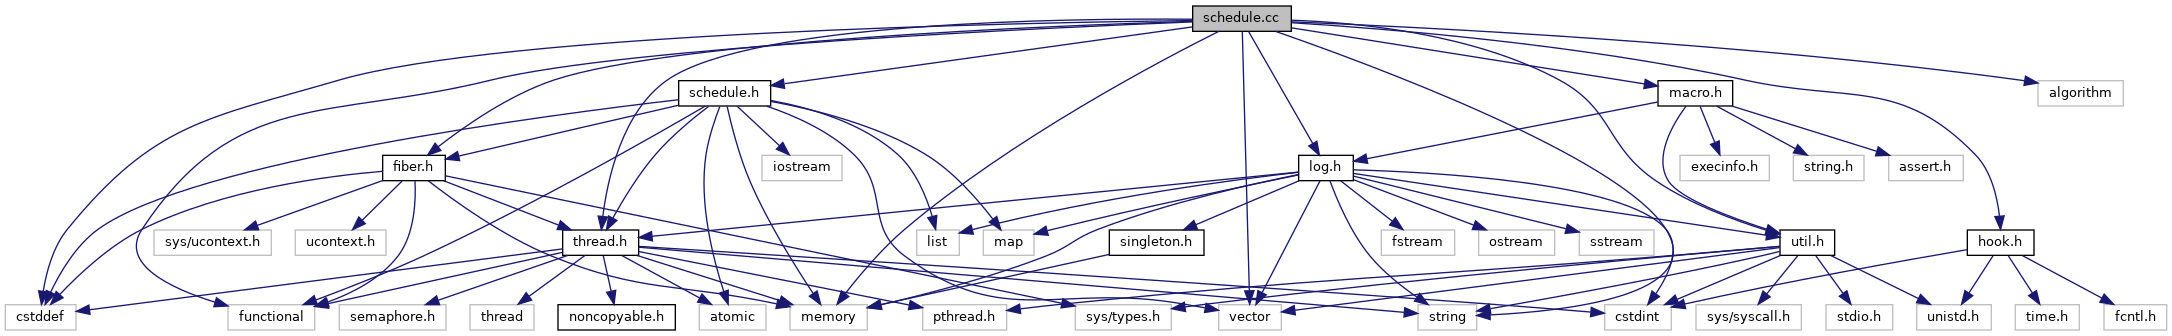 schedule.cc
schedule.h
macro.h
algorithm
fiber.h
iostream
log.h
execinfo.h
string.h
assert.h
sys/ucontext.h
ucontext.h
thread.h
list
map
singleton.h
fstream
ostream
sstream
util.h
hook.h
cstddef
functional
semaphore.h
thread
noncopyable.h
atomic
memory
pthread.h
sys/types.h
vector
string
cstdint
sys/syscall.h
stdio.h
unistd.h
time.h
fcntl.h